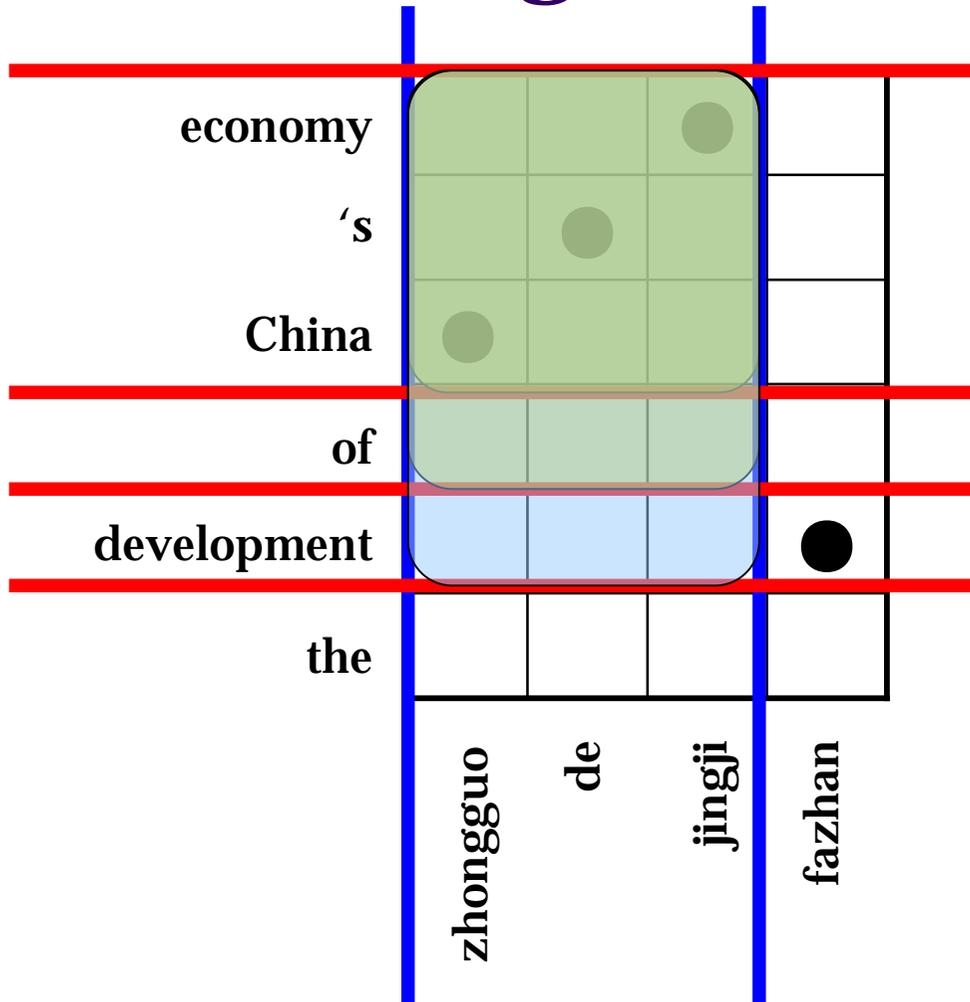 economy
‘s
China
of
development
the
zhongguo
de
jingji
fazhan